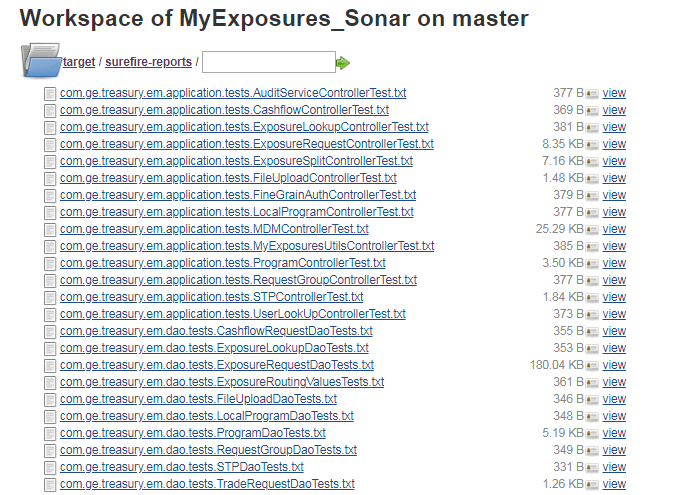 Workspace of MyExposures_Sonar on master
target / surefire-reports /
com.ge.treasury.em.application.tests.AuditServiceControllerTest.txt 377 B view
com.ge.treasury.em.application.tests.CashflowControllerTest.txt 369 B view
com.ge.treasury.em.application.tests.ExposureLookupControllerTest.txt 381 B view
com.ge.treasury.em.application.tests.ExposureRequestControllerTest.txt 8.35 KB view
com.ge.treasury.em.application.tests.ExposureSplitControllerTest.txt 7.16 KB view
com.ge.treasury.em.application.tests.FileUploadControllerTest.txt 1.48 KB view
com.ge.treasury.em.application.tests.FineGrainAuthControllerTest.txt 379 B view
com.ge.treasury.em.application.tests.LocalProgramControllerTest.txt 377 B view
com.ge.treasury.em.application.tests.MDMControllerTest.txt 25.29 KB view
com.ge.treasury.em.application.tests.MyExposuresUtilsControllerTest.txt 385 B view
com.ge.treasury.em.application.tests.ProgramControllerTest.txt 3.50 KB view
com.ge.treasury.em.application.tests.RequestGroupControllerTest.txt 377 B view
com.ge.treasury.em.application.tests.STPControllerTest.txt 1.84 KB view
com.ge.treasury.em.application.tests.UserLookUpControllerTest.txt 373 B view
com.ge.treasury.em.dao.tests.CashflowRequestDaoTests.txt 355 B view
com.ge.treasury.em.dao.tests.ExposureLookupDaoTests.txt 353 B view
com.ge.treasury.em.dao.tests.ExposureRequestDaoTests.txt 180.04 KB view
com.ge.treasury.em.dao.tests.ExposureRoutingValuesTests.txt 361 B view
com.ge.treasury.em.dao.tests.FileUploadDaoTests.txt 346 B view
com.ge.treasury.em.dao.tests.LocalProgramDaoTests.txt 348 B view
com.ge.treasury.em.dao.tests.ProgramDaoTests.txt 5.19 KB view
com.ge.treasury.em.dao.tests.RequestGroupDaoTests.txt 349 B view
com.ge.treasury.em.dao.tests.STPDaoTests.txt 331 B view
com.ge.treasury.em.dao.tests.TradeRequestDaoTests.txt 1.26 KB view